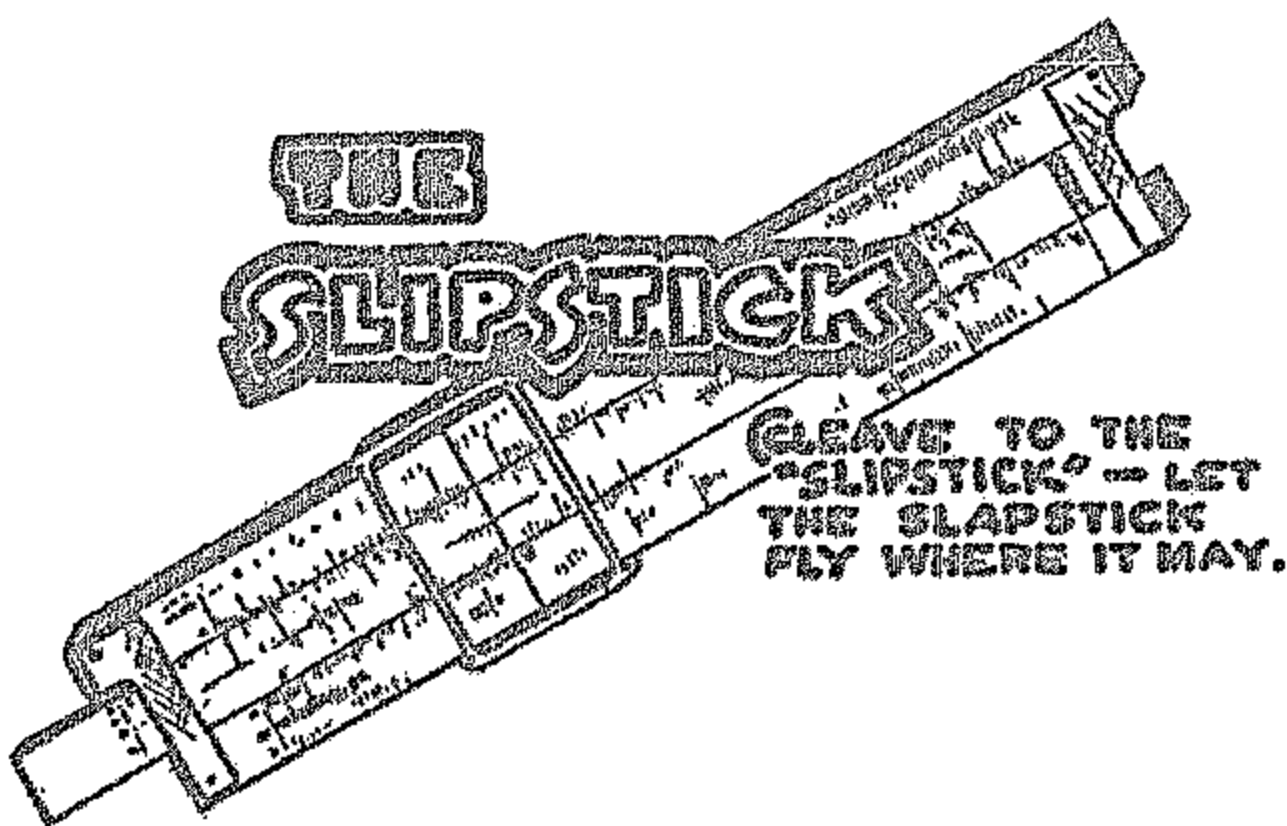 THE
SLIPSTICK
CLEAVE TO THE
"SLIPSTICK" - LET
THE SLAPSTICK
FLY WHERE IT MAY.